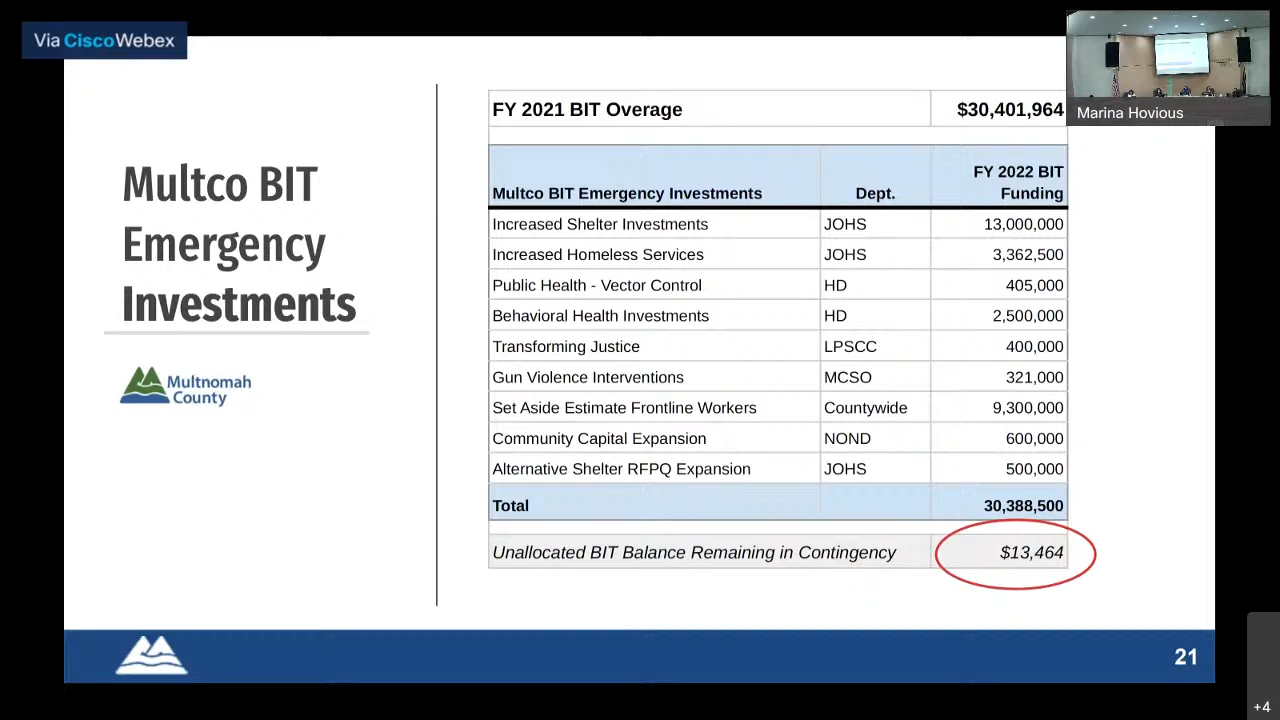 Via Cisco Webex
Marina Hovious
Multco BIT
Emergency
Investments
Multnomah
County
FY 2021 BIT Overage $30,401,964
Multco BIT Emergency Investments Dept. FY 2022 BIT Funding
Increased Shelter Investments JOHS 13,000,000
Increased Homeless Services JOHS 3,362,500
Public Health - Vector Control HD 405,000
Behavioral Health Investments HD 2,500,000
Transforming Justice LPSCC 400,000
Gun Violence Interventions MCSO 321,000
Set Aside Estimate Frontline Workers Countywide 9,300,000
Community Capital Expansion NOND 600,000
Alternative Shelter RFPQ Expansion JOHS 500,000
Total 30,388,500
Unallocated BIT Balance Remaining in Contingency $13,464
21
+4